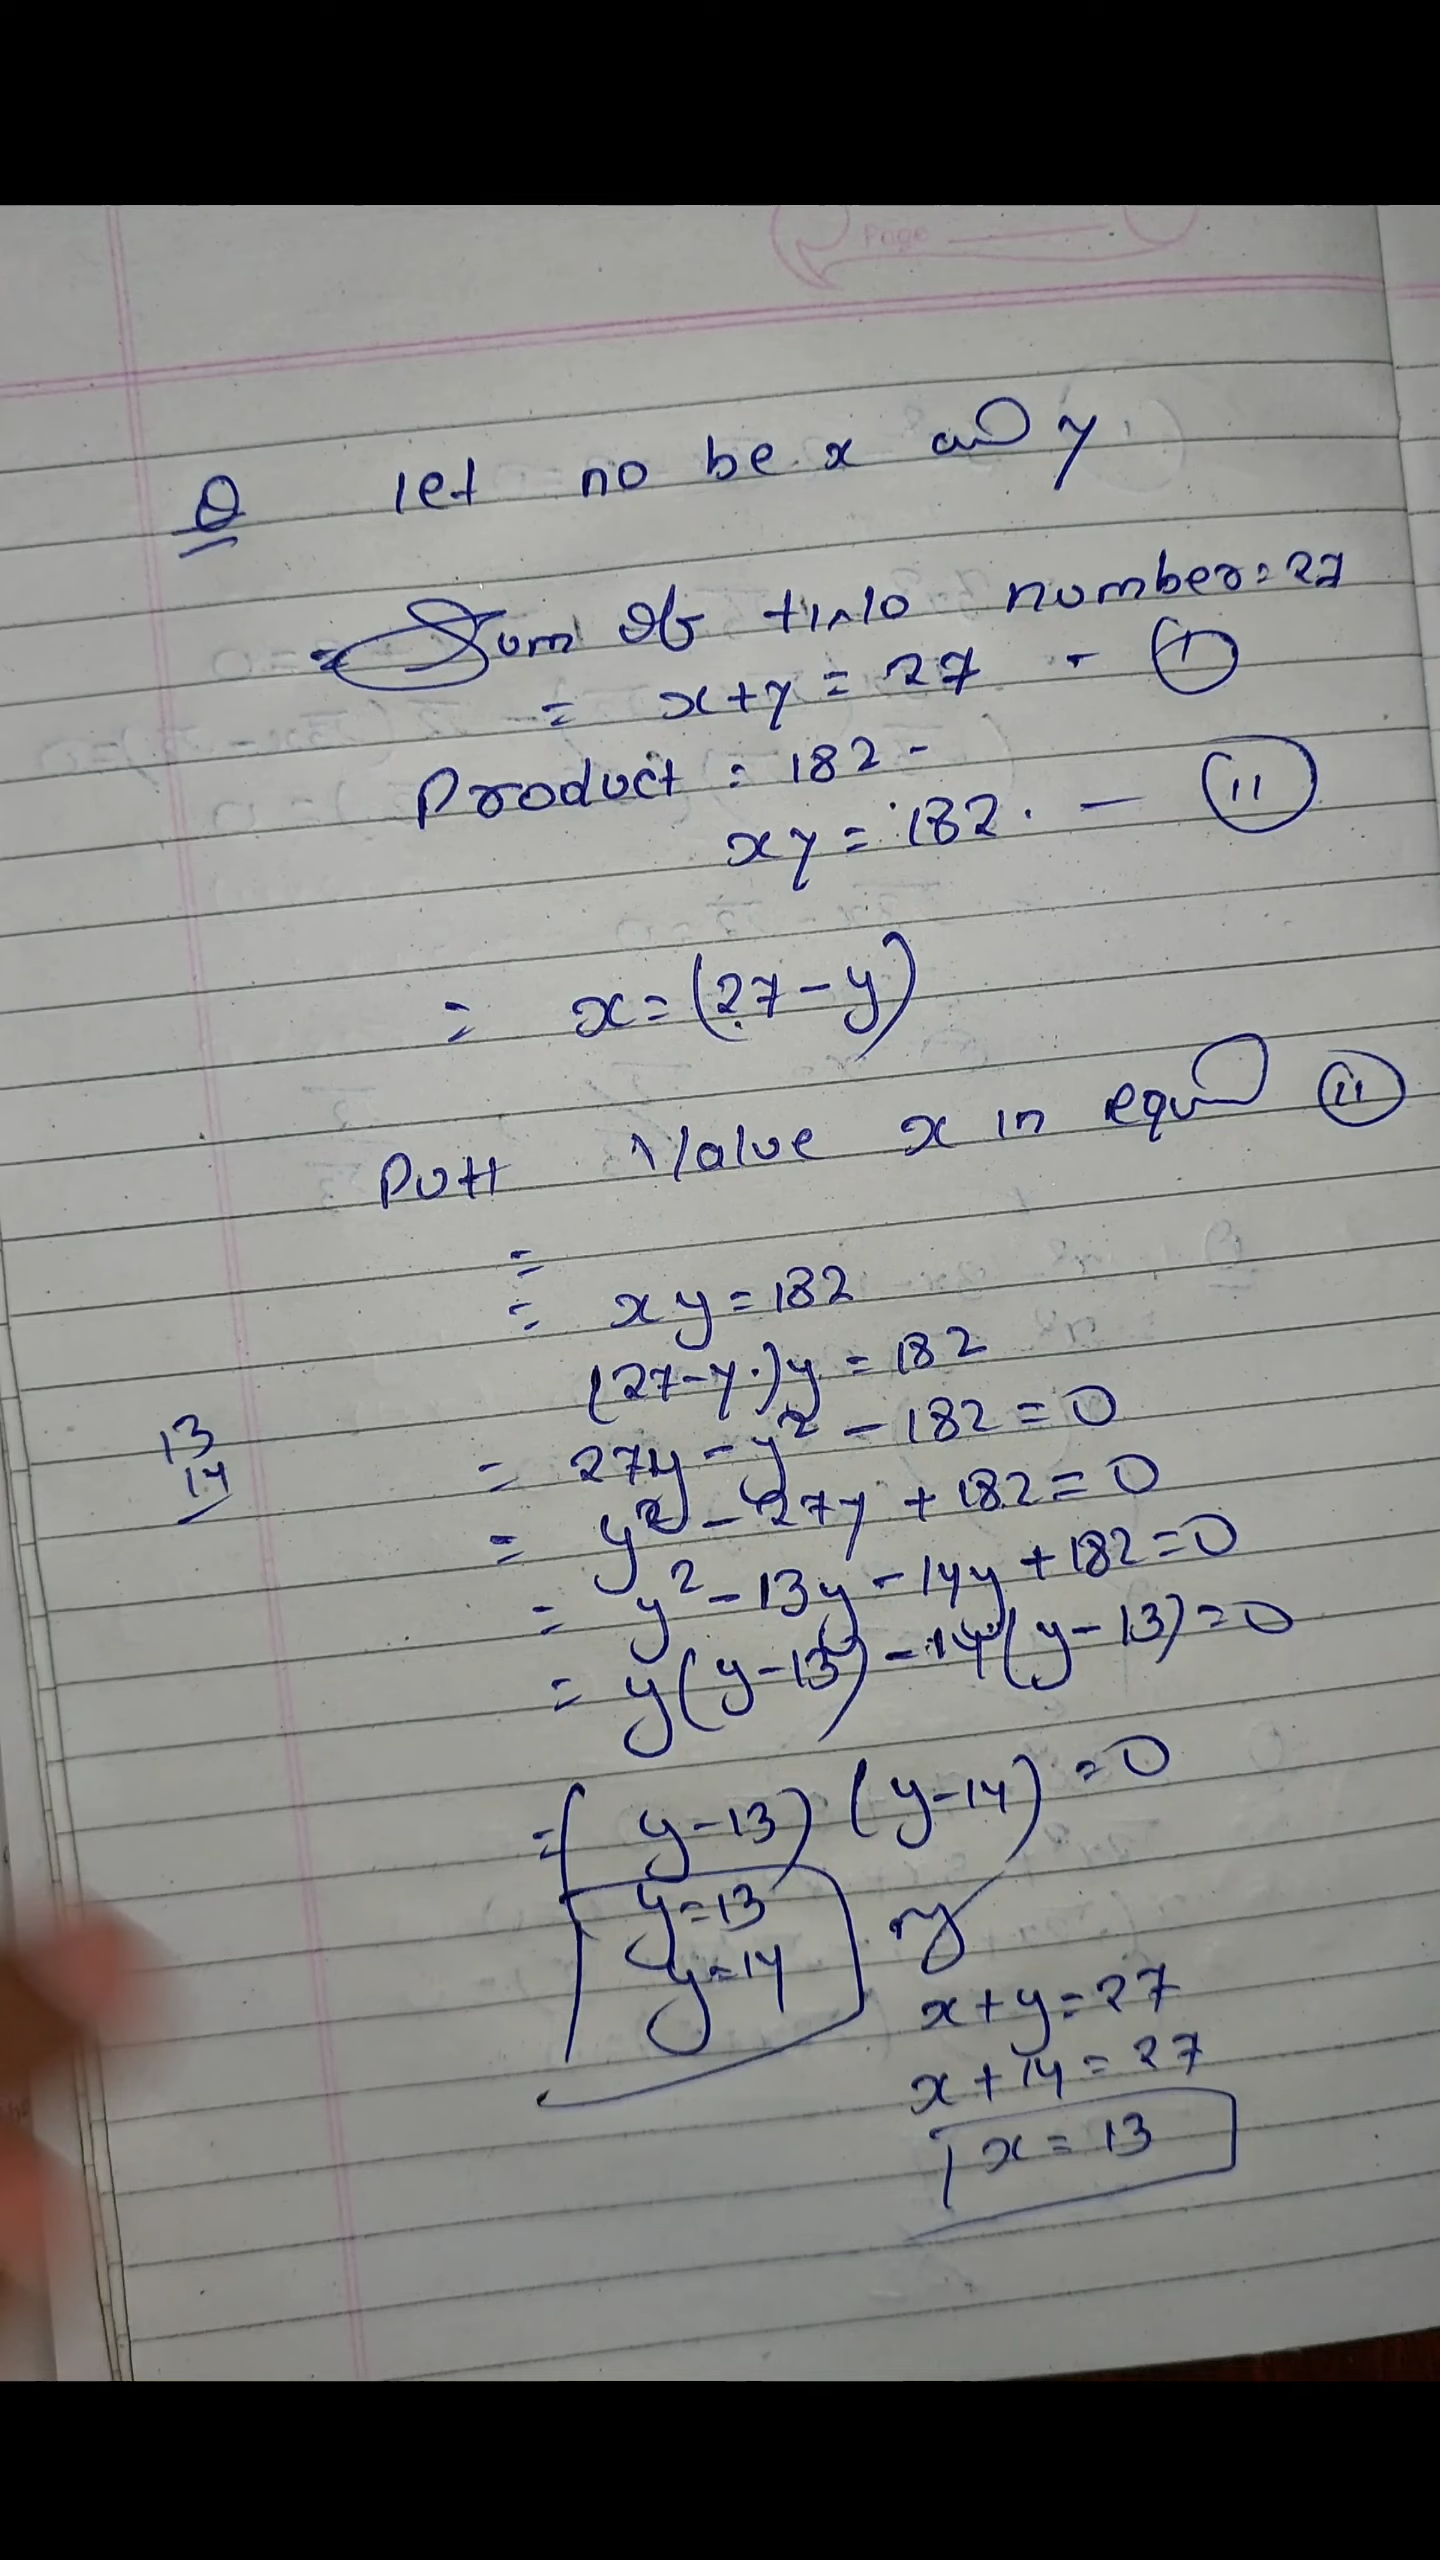 Page
Q let no be x and y.
= Sum of two number = 27
= x+y = 27 - (i)
Product = 182 -
xy = 182. - (ii)
= x = (27-y)
Putt Value x in equ (ii)
=
= xy = 182
(27-y.)y = 182
= 27y - y² - 182 = 0
13
14
= y² - 27y + 182 = 0
= y² - 13y - 14y + 182 = 0
= y(y-13) - 14(y-13) = 0
= (y-13) (y-14) = 0
y = 13
y = 14
x+y = 27
x + 14 = 27
x = 13